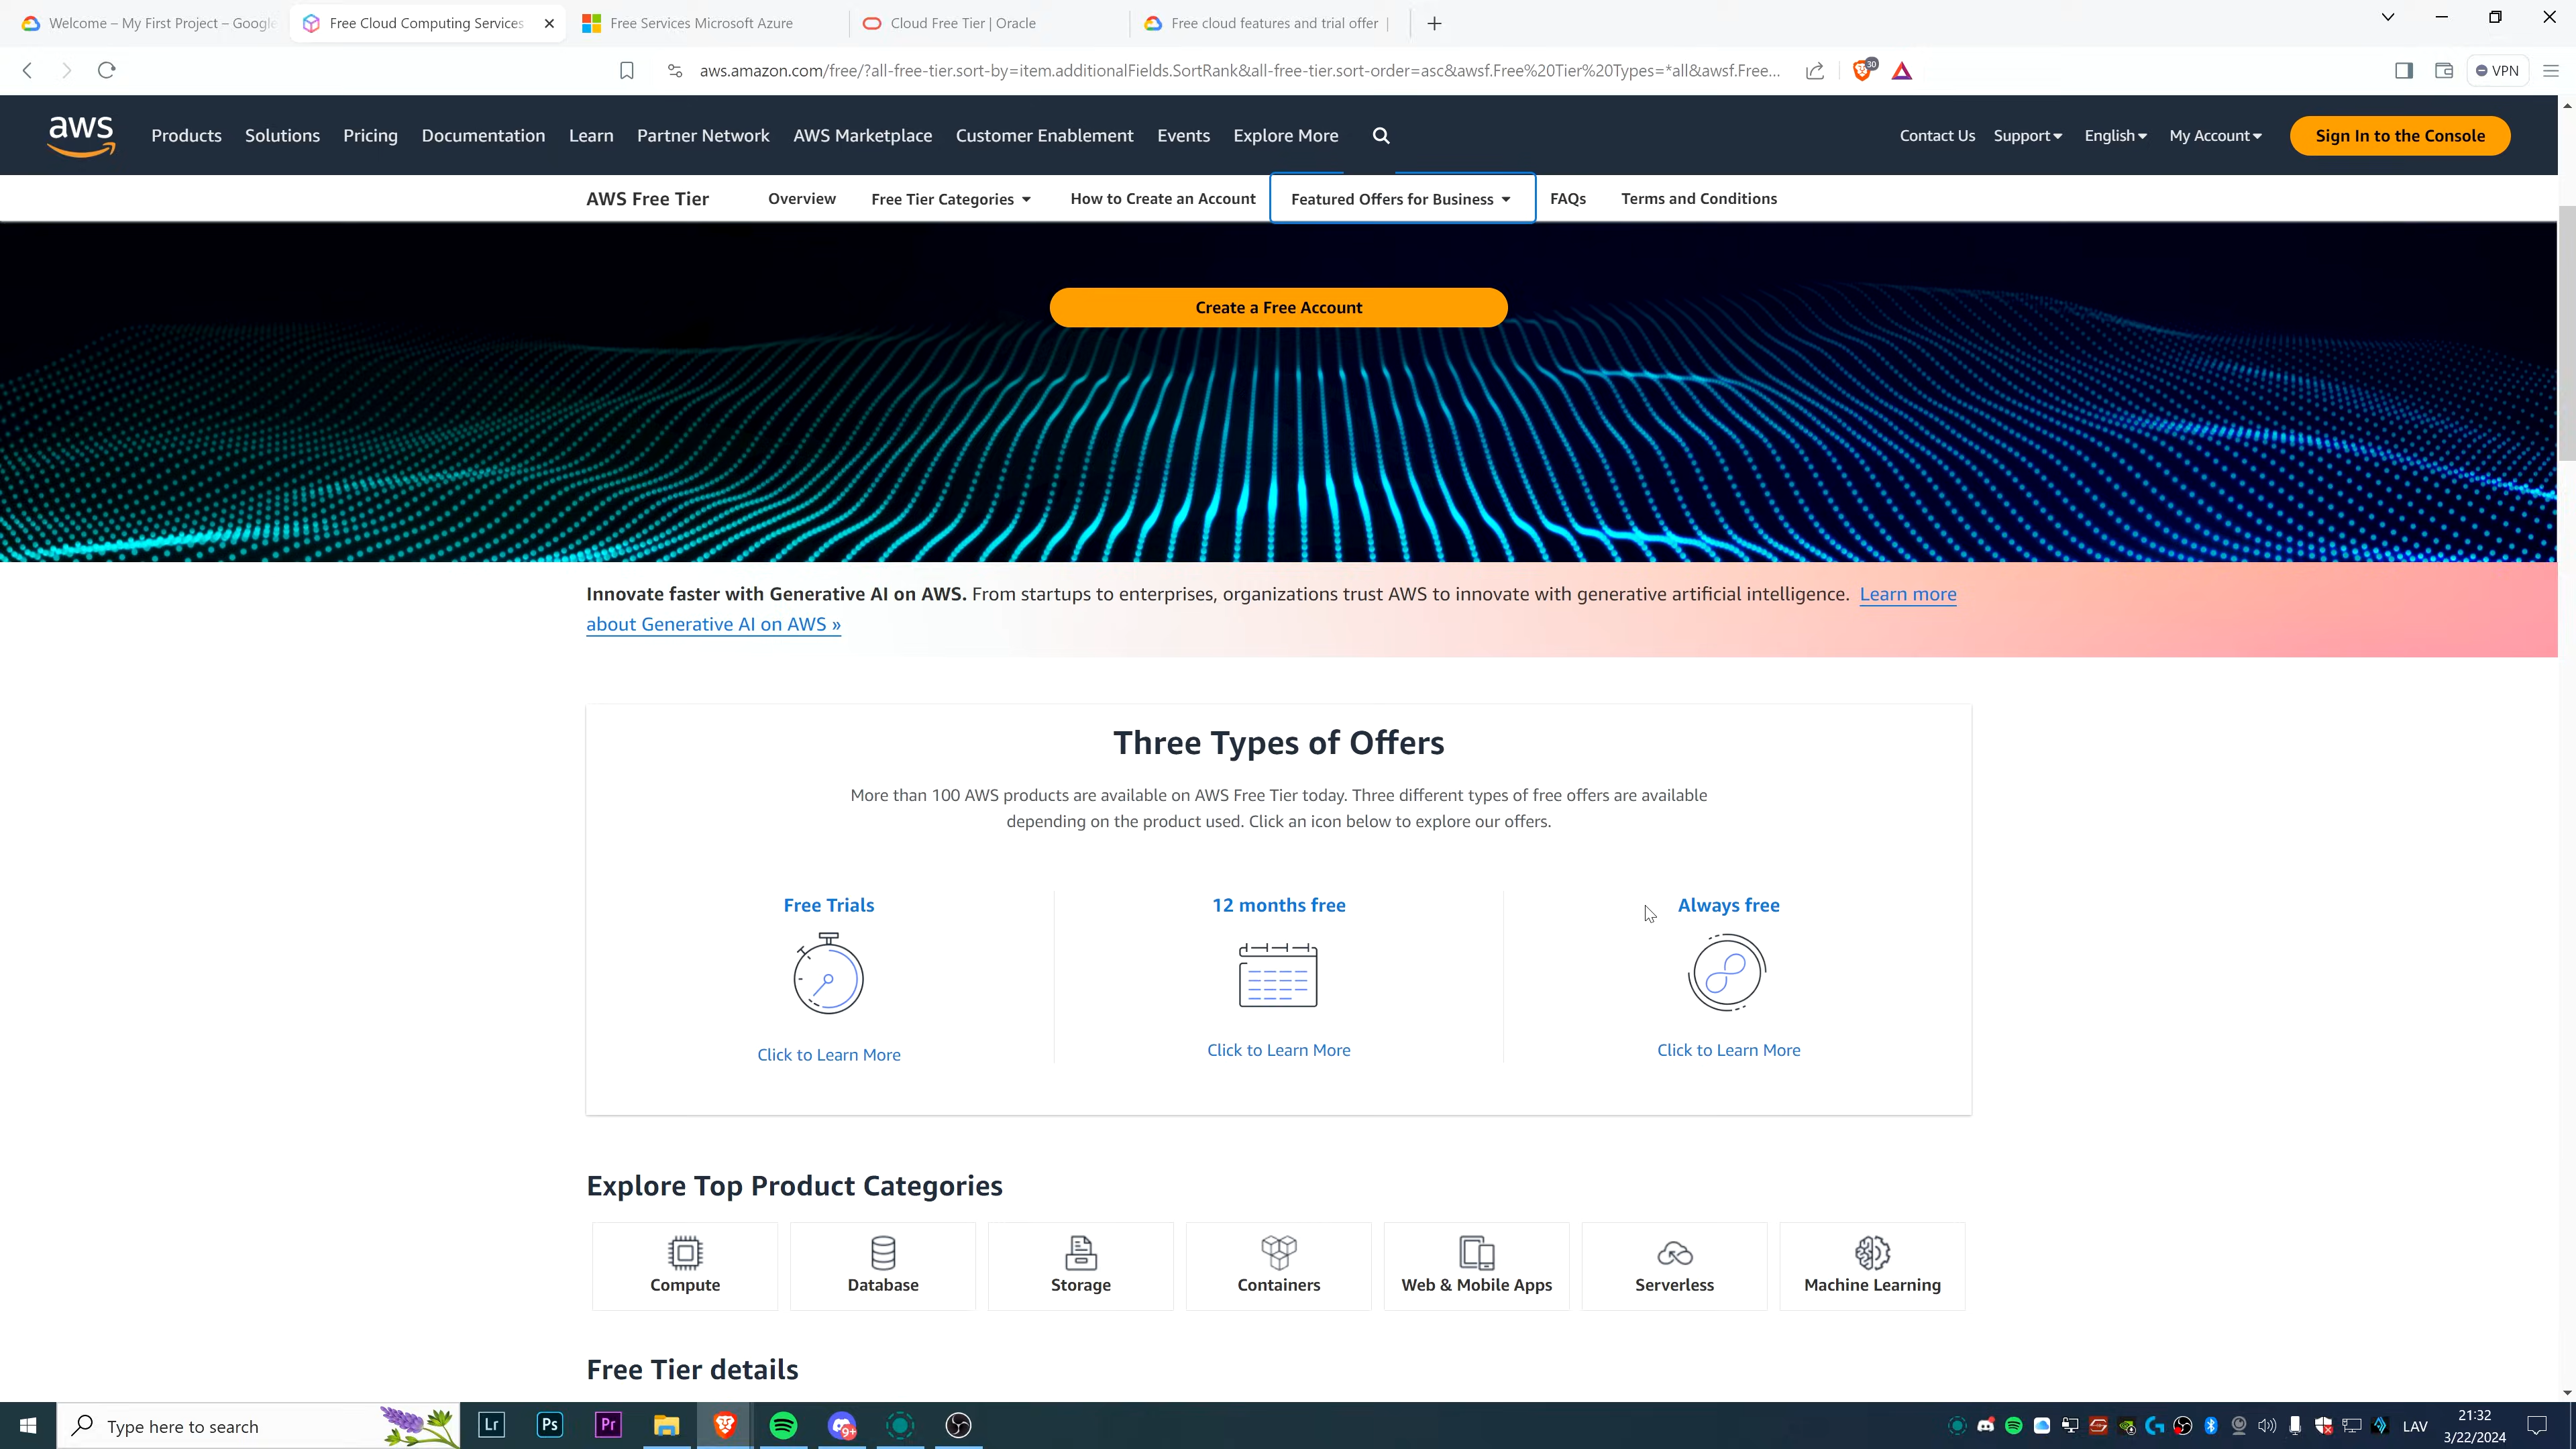 Welcome – My First Project – Google
Free Cloud Computing Services
Free Services Microsoft Azure
Cloud Free Tier | Oracle
Free cloud features and trial offer |
aws.amazon.com/free/?all-free-tier.sort-by=item.additionalFields.SortRank&all-free-tier.sort-order=asc&awsf.Free%20Tier%20Types=*all&awsf.Free...
30
VPN
aws
Products
Solutions
Pricing
Documentation
Learn
Partner Network
AWS Marketplace
Customer Enablement
Events
Explore More
Contact Us
Support
English
My Account
Sign In to the Console
AWS Free Tier
Overview
Free Tier Categories
How to Create an Account
Featured Offers for Business
FAQs
Terms and Conditions
Create a Free Account
Innovate faster with Generative AI on AWS. From startups to enterprises, organizations trust AWS to innovate with generative artificial intelligence. Learn more
about Generative AI on AWS »
Three Types of Offers
More than 100 AWS products are available on AWS Free Tier today. Three different types of free offers are available
depending on the product used. Click an icon below to explore our offers.
Free Trials
12 months free
Always free
Click to Learn More
Click to Learn More
Click to Learn More
Explore Top Product Categories
Compute
Database
Storage
Containers
Web & Mobile Apps
Serverless
Machine Learning
Free Tier details
Type here to search
Lr
Ps
Pr
9+
LAV
21:32
3/22/2024